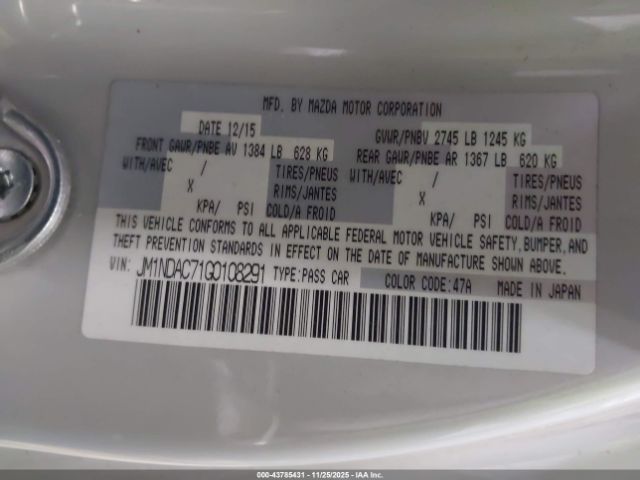 MFD. BY MAZDA MOTOR CORPORATION
DATE 12/15 GVWR/PNBV 2745 LB 1245 KG
FRONT GAWR/PNBE AV 1384 LB 628 KG REAR GAWR/PNBE AR 1367 LB 620 KG
WITH/AVEC / TIRES/PNEUS WITH/AVEC / TIRES/PNEUS
X RIMS/JANTES X RIMS/JANTES
KPA/ PSI COLD/A FROID KPA/ PSI COLD/A FROID
THIS VEHICLE CONFORMS TO ALL APPLICABLE FEDERAL MOTOR VEHICLE SAFETY, BUMPER, AND
THEFT PREVENTION STANDARDS IN EFFECT ON THE DATE OF MANUFACTURE SHOWN ABOVE.
VIN: JM1NDAC71G0108291 TYPE:PASS CAR COLOR CODE:47A MADE IN JAPAN
000-43785431 - 11/25/2025 - IAAI, Inc. - Copyright